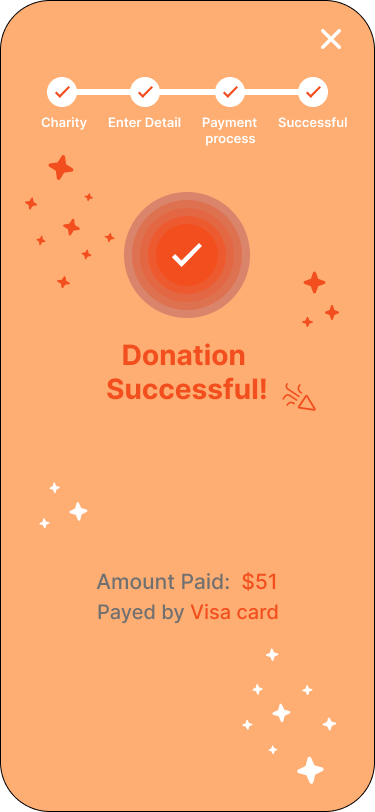 Charity Enter Detail Payment Successful
process
Donation
Successful!
Amount Paid: $51
Payed by Visa card